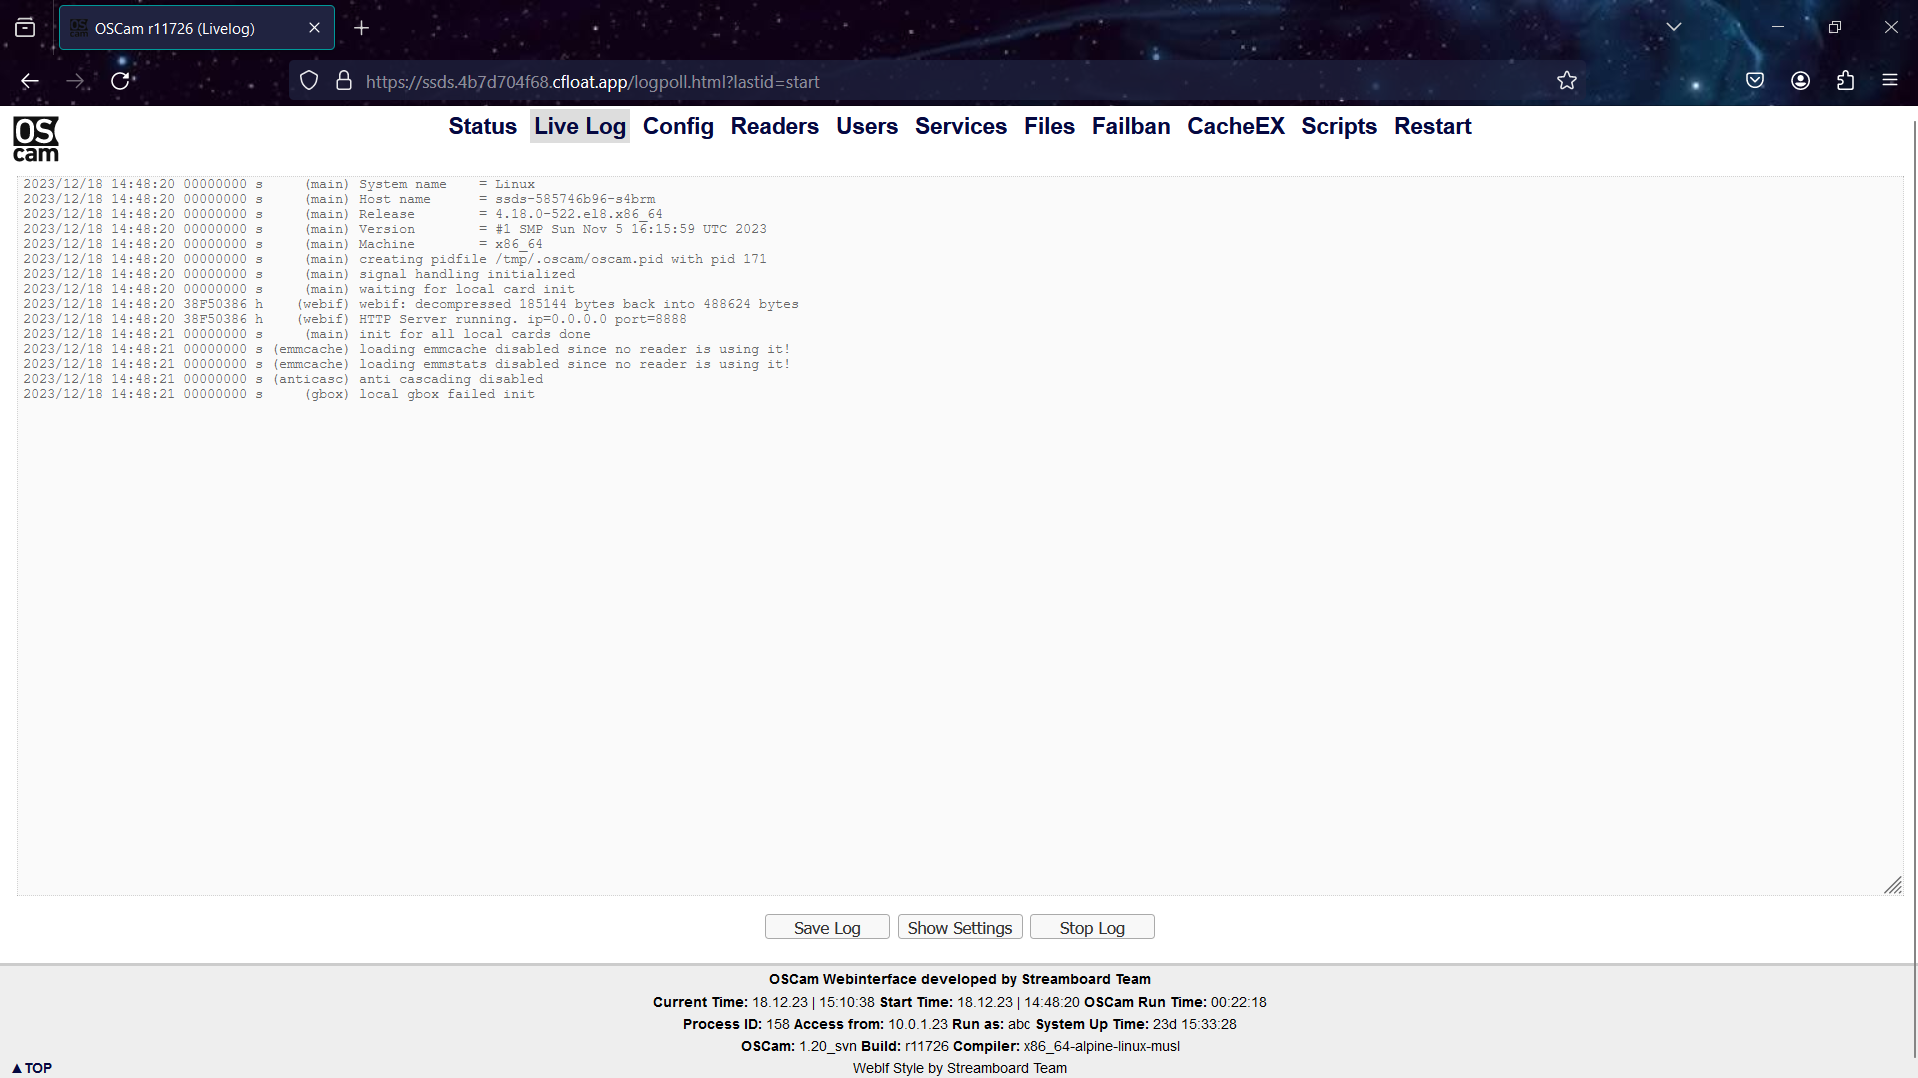 OSCam r11726 (Livelog)
https://ssds.4b7d704f68.cfloat.app/logpoll.html?lastid=start
OS cam
Status Live Log Config Readers Users Services Files Failban CacheEX Scripts Restart
2023/12/18 14:48:20 00000000 s (main) System name = Linux
2023/12/18 14:48:20 00000000 s (main) Host name = ssds-585746b96-s4brm
2023/12/18 14:48:20 00000000 s (main) Release = 4.18.0-522.el8.x86_64
2023/12/18 14:48:20 00000000 s (main) Version = #1 SMP Sun Nov 5 16:15:59 UTC 2023
2023/12/18 14:48:20 00000000 s (main) Machine = x86_64
2023/12/18 14:48:20 00000000 s (main) creating pidfile /tmp/.oscam/oscam.pid with pid 171
2023/12/18 14:48:20 00000000 s (main) signal handling initialized
2023/12/18 14:48:20 00000000 s (main) waiting for local card init
2023/12/18 14:48:20 38F50386 h (webif) webif: decompressed 185144 bytes back into 488624 bytes
2023/12/18 14:48:20 38F50386 h (webif) HTTP Server running. ip=0.0.0.0 port=8888
2023/12/18 14:48:21 00000000 s (main) init for all local cards done
2023/12/18 14:48:21 00000000 s (emmcache) loading emmcache disabled since no reader is using it!
2023/12/18 14:48:21 00000000 s (emmcache) loading emmstats disabled since no reader is using it!
2023/12/18 14:48:21 00000000 s (anticasc) anti cascading disabled
2023/12/18 14:48:21 00000000 s (gbox) local gbox failed init
Save Log Show Settings Stop Log
OSCam Webinterface developed by Streamboard Team
Current Time: 18.12.23 | 15:10:38 Start Time: 18.12.23 | 14:48:20 OSCam Run Time: 00:22:18
Process ID: 158 Access from: 10.0.1.23 Run as: abc System Up Time: 23d 15:33:28
OSCam: 1.20_svn Build: r11726 Compiler: x86_64-alpine-linux-musl
▲TOP WebIf Style by Streamboard Team